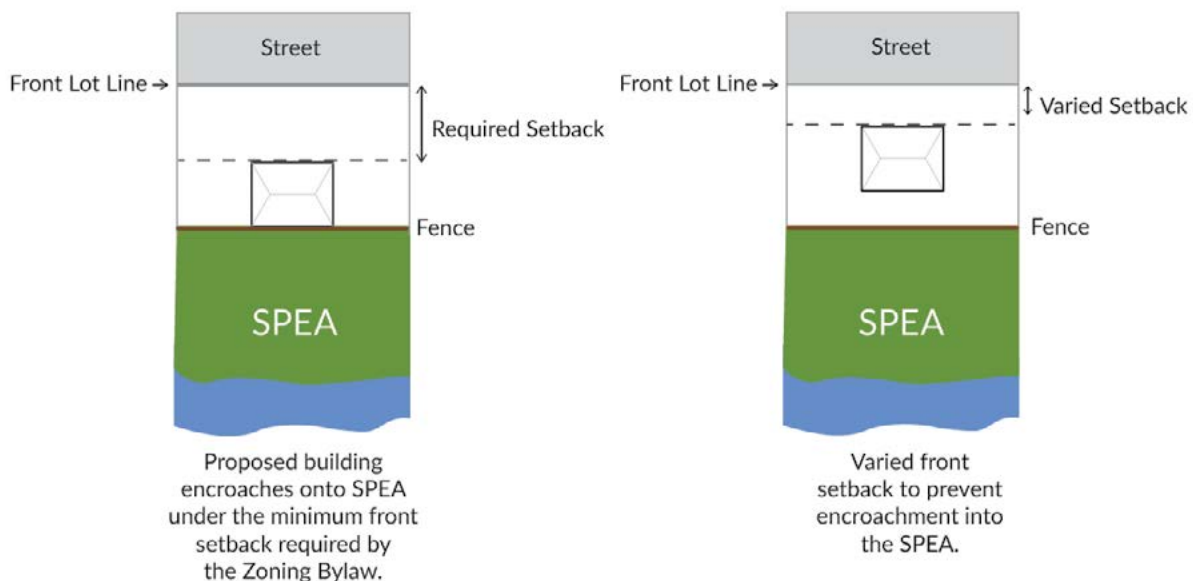 Street
Front Lot Line →
Required Setback
Fence
SPEA
Proposed building
encroaches onto SPEA
under the minimum front
setback required by
the Zoning Bylaw.
Street
Front Lot Line →
Varied Setback
Fence
SPEA
Varied front
setback to prevent
encroachment into
the SPEA.